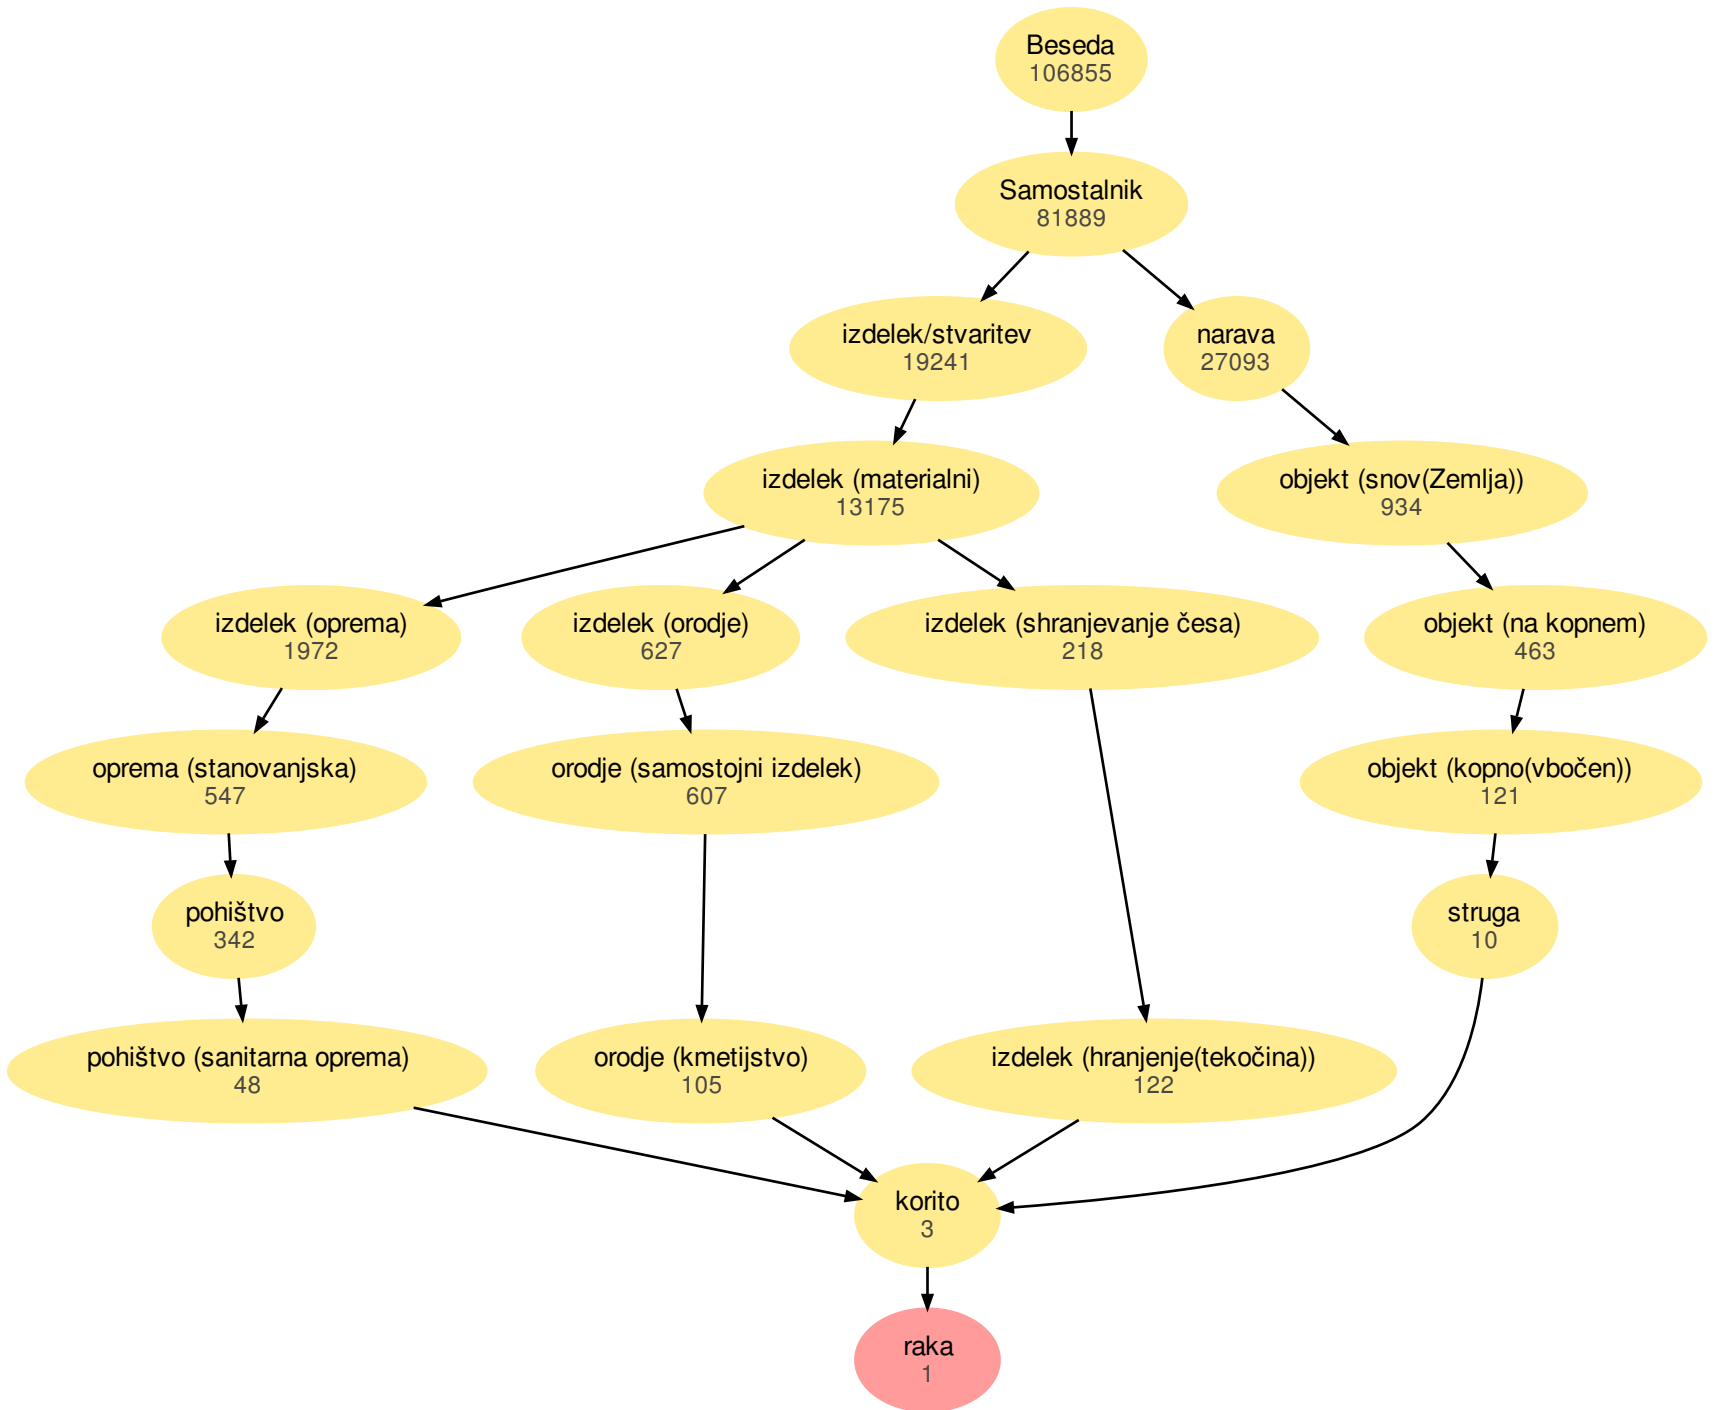 Beseda
106855
Samostalnik
81889
izdelek/stvaritev
19241
narava
27093
izdelek (materialni)
13175
objekt (snov(Zemlja))
934
izdelek (oprema)
1972
izdelek (orodje)
627
izdelek (shranjevanje česa)
218
objekt (na kopnem)
463
oprema (stanovanjska)
547
orodje (samostojni izdelek)
607
objekt (kopno(vbočen))
121
pohištvo
342
struga
10
pohištvo (sanitarna oprema)
48
orodje (kmetijstvo)
105
izdelek (hranjenje(tekočina))
122
korito
3
raka
1